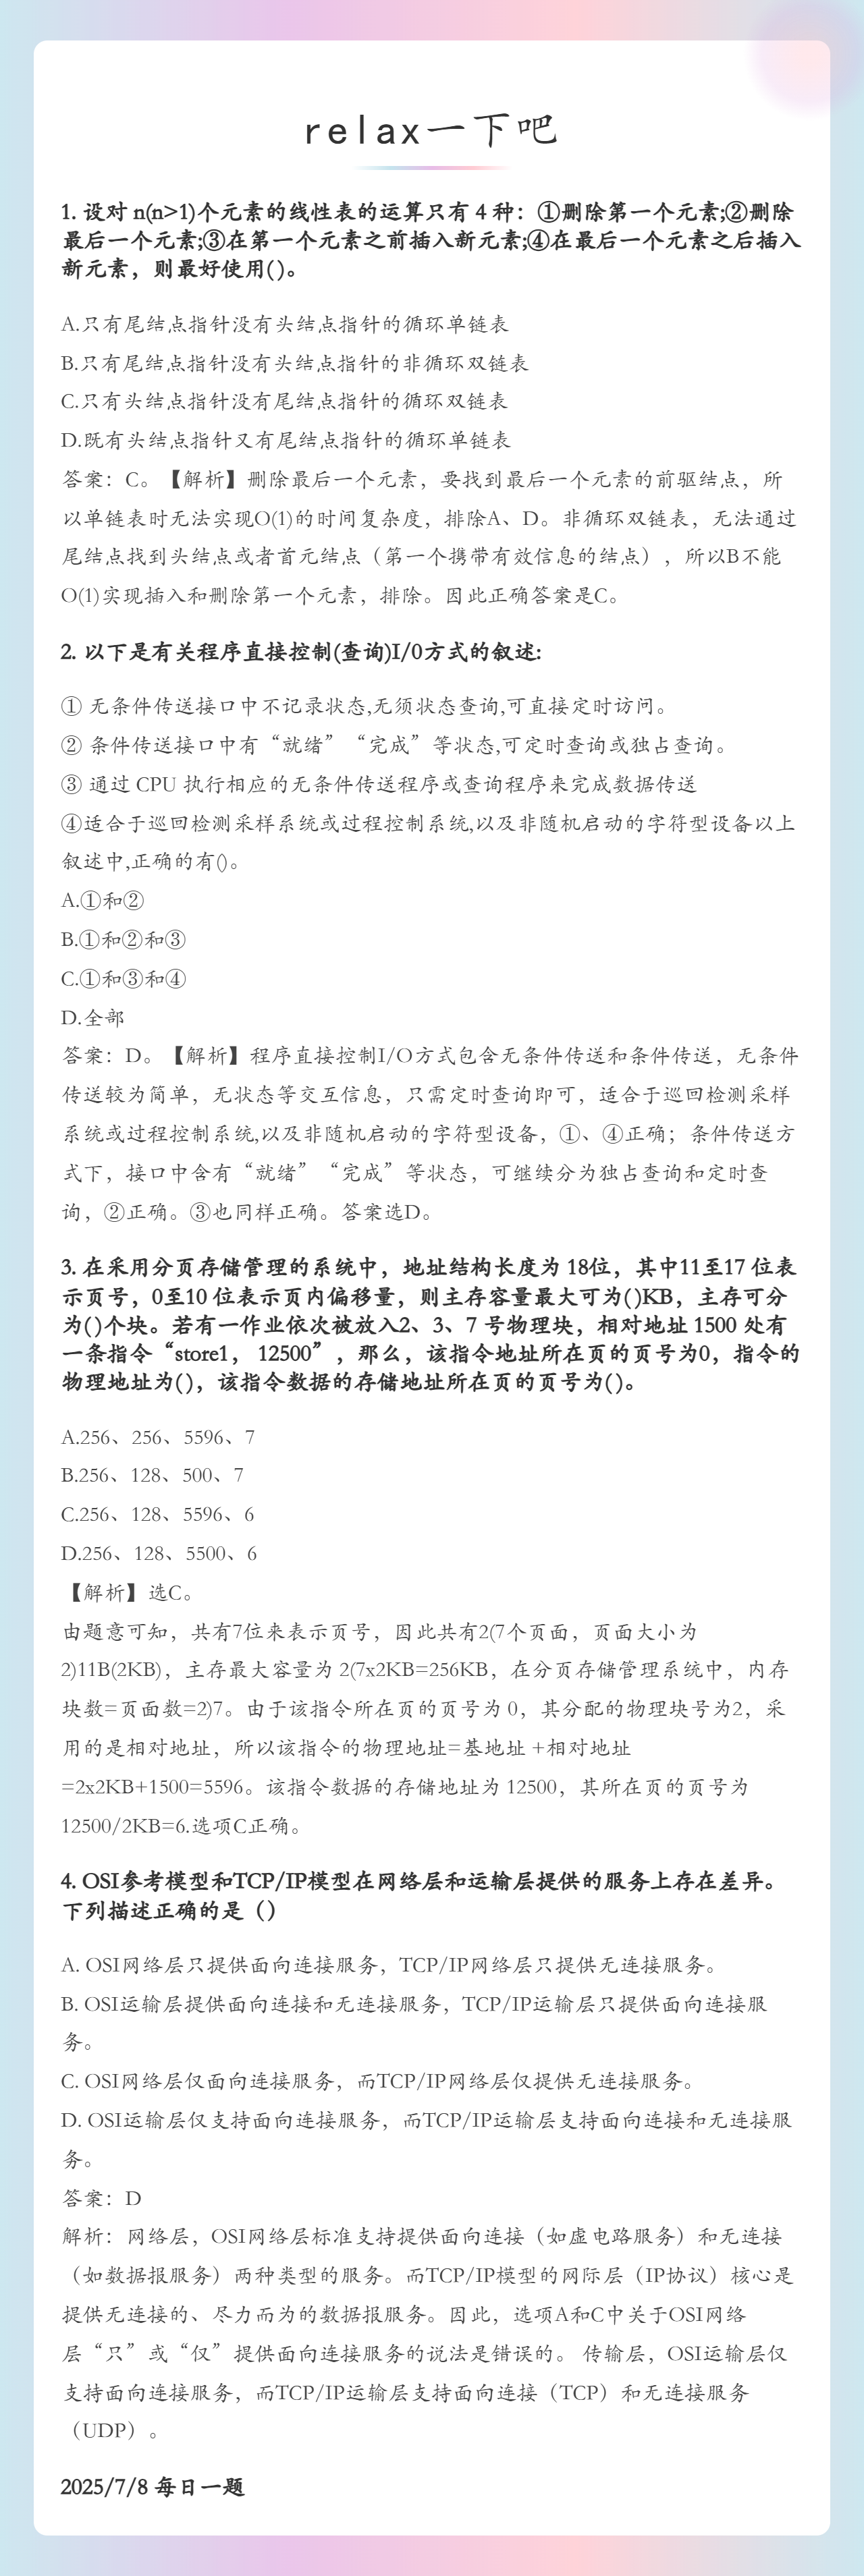 relax一下吧
1. 设对 n(n>1)个元素的线性表的运算只有 4 种：①删除第一个元素;②删除
最后一个元素;③在第一个元素之前插入新元素;④在最后一个元素之后插入
新元素，则最好使用()。
A.只有尾结点指针没有头结点指针的循环单链表
B.只有尾结点指针没有头结点指针的非循环双链表
C.只有头结点指针没有尾结点指针的循环双链表
D.既有头结点指针又有尾结点指针的循环单链表
答案：C。【解析】删除最后一个元素，要找到最后一个元素的前驱结点，所
以单链表时无法实现O(1)的时间复杂度，排除A、D。非循环双链表，无法通过
尾结点找到头结点或者首元结点（第一个携带有效信息的结点），所以B不能
O(1)实现插入和删除第一个元素，排除。因此正确答案是C。
2. 以下是有关程序直接控制(查询)I/0方式的叙述:
① 无条件传送接口中不记录状态,无须状态查询,可直接定时访问。
② 条件传送接口中有“就绪”“完成”等状态,可定时查询或独占查询。
③ 通过 CPU 执行相应的无条件传送程序或查询程序来完成数据传送
④适合于巡回检测采样系统或过程控制系统,以及非随机启动的字符型设备以上
叙述中,正确的有()。
A.①和②
B.①和②和③
C.①和③和④
D.全部
答案：D。【解析】程序直接控制I/O方式包含无条件传送和条件传送，无条件
传送较为简单，无状态等交互信息，只需定时查询即可，适合于巡回检测采样
系统或过程控制系统,以及非随机启动的字符型设备，①、④正确；条件传送方
式下，接口中含有“就绪”“完成”等状态，可继续分为独占查询和定时查
询，②正确。③也同样正确。答案选D。
3. 在采用分页存储管理的系统中，地址结构长度为 18位，其中11至17 位表
示页号，0至10 位表示页内偏移量，则主存容量最大可为()KB，主存可分
为()个块。若有一作业依次被放入2、3、7 号物理块，相对地址 1500 处有
一条指令“store1， 12500”，那么，该指令地址所在页的页号为0，指令的
物理地址为()，该指令数据的存储地址所在页的页号为()。
A.256、256、5596、7
B.256、128、500、7
C.256、128、5596、6
D.256、128、5500、6
【解析】选C。
由题意可知，共有7位来表示页号，因此共有2(7个页面，页面大小为
2)11B(2KB)，主存最大容量为 2(7x2KB=256KB，在分页存储管理系统中，内存
块数=页面数=2)7。由于该指令所在页的页号为 0，其分配的物理块号为2，采
用的是相对地址，所以该指令的物理地址=基地址 +相对地址
=2x2KB+1500=5596。该指令数据的存储地址为 12500，其所在页的页号为
12500/2KB=6.选项C正确。
4. OSI参考模型和TCP/IP模型在网络层和运输层提供的服务上存在差异。
下列描述正确的是（）
A. OSI网络层只提供面向连接服务，TCP/IP网络层只提供无连接服务。
B. OSI运输层提供面向连接和无连接服务，TCP/IP运输层只提供面向连接服
务。
C. OSI网络层仅面向连接服务，而TCP/IP网络层仅提供无连接服务。
D. OSI运输层仅支持面向连接服务，而TCP/IP运输层支持面向连接和无连接服
务。
答案：D
解析：网络层，OSI网络层标准支持提供面向连接（如虚电路服务）和无连接
（如数据报服务）两种类型的服务。而TCP/IP模型的网际层（IP协议）核心是
提供无连接的、尽力而为的数据报服务。因此，选项A和C中关于OSI网络
层“只”或“仅”提供面向连接服务的说法是错误的。 传输层，OSI运输层仅
支持面向连接服务，而TCP/IP运输层支持面向连接（TCP）和无连接服务
（UDP）。
2025/7/8 每日一题